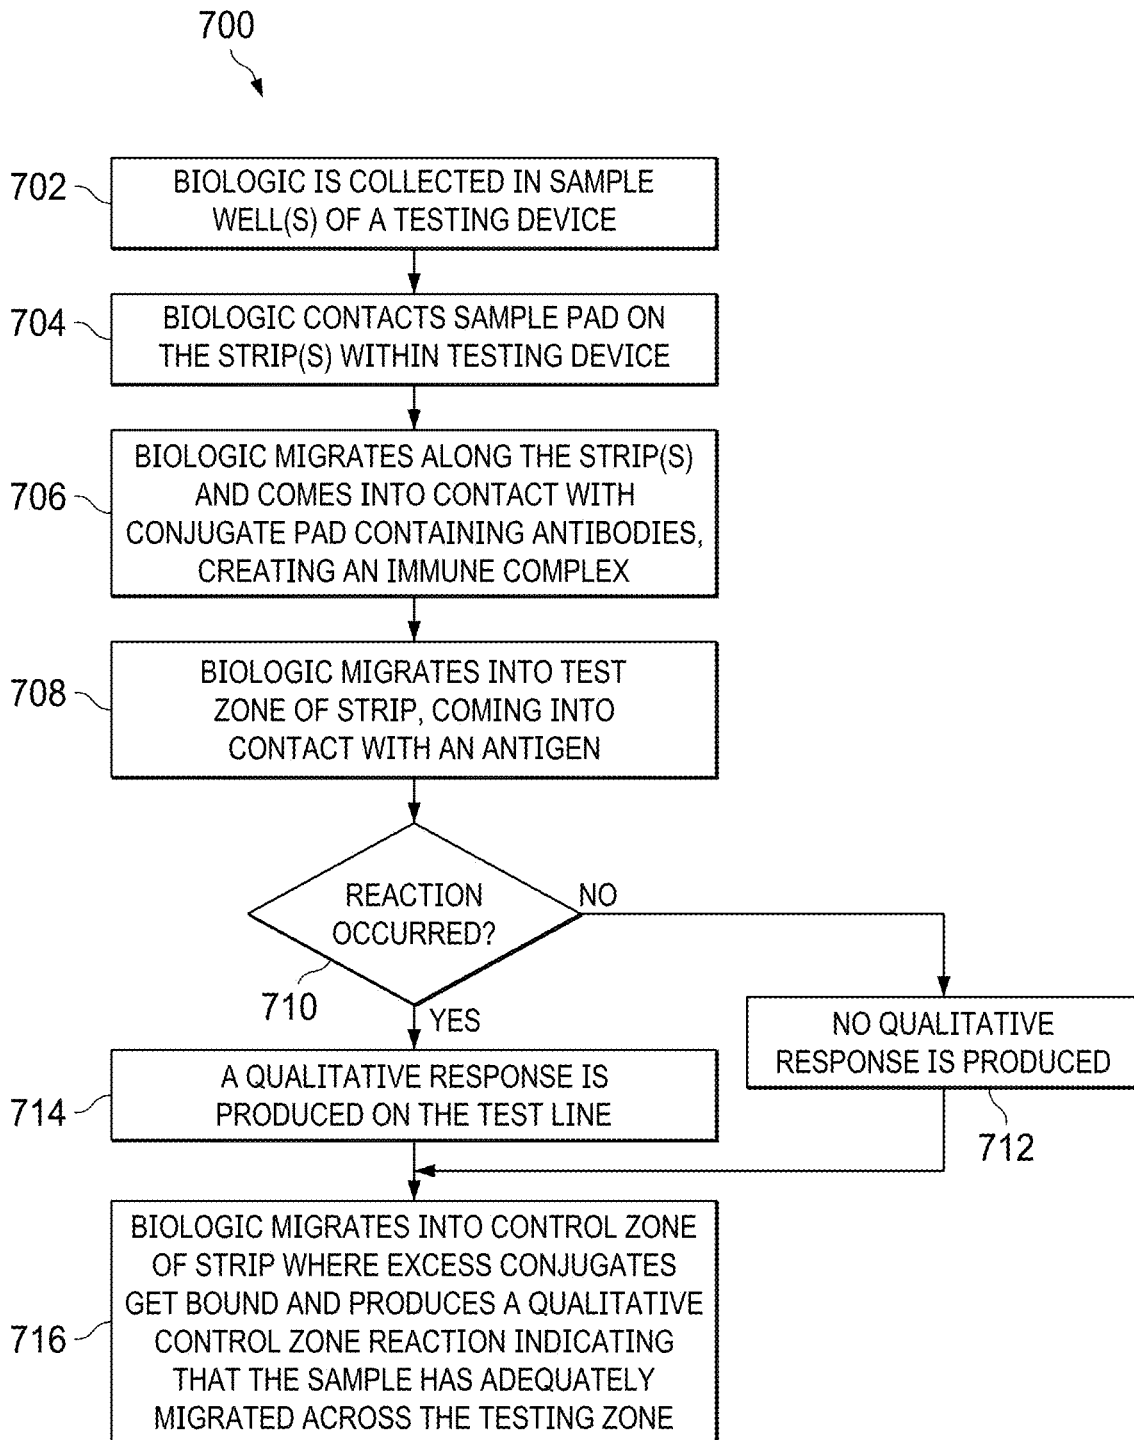 700
702
BIOLOGIC IS COLLECTED IN SAMPLE
WELL(S) OF A TESTING DEVICE
704
BIOLOGIC CONTACTS SAMPLE PAD ON
THE STRIP(S) WITHIN TESTING DEVICE
706
BIOLOGIC MIGRATES ALONG THE STRIP(S)
AND COMES INTO CONTACT WITH
CONJUGATE PAD CONTAINING ANTIBODIES,
CREATING AN IMMUNE COMPLEX
708
BIOLOGIC MIGRATES INTO TEST
ZONE OF STRIP, COMING INTO
CONTACT WITH AN ANTIGEN
REACTION
OCCURRED?
NO
710
YES
NO QUALITATIVE
RESPONSE IS PRODUCED
712
714
A QUALITATIVE RESPONSE IS
PRODUCED ON THE TEST LINE
716
BIOLOGIC MIGRATES INTO CONTROL ZONE
OF STRIP WHERE EXCESS CONJUGATES
GET BOUND AND PRODUCES A QUALITATIVE
CONTROL ZONE REACTION INDICATING
THAT THE SAMPLE HAS ADEQUATELY
MIGRATED ACROSS THE TESTING ZONE